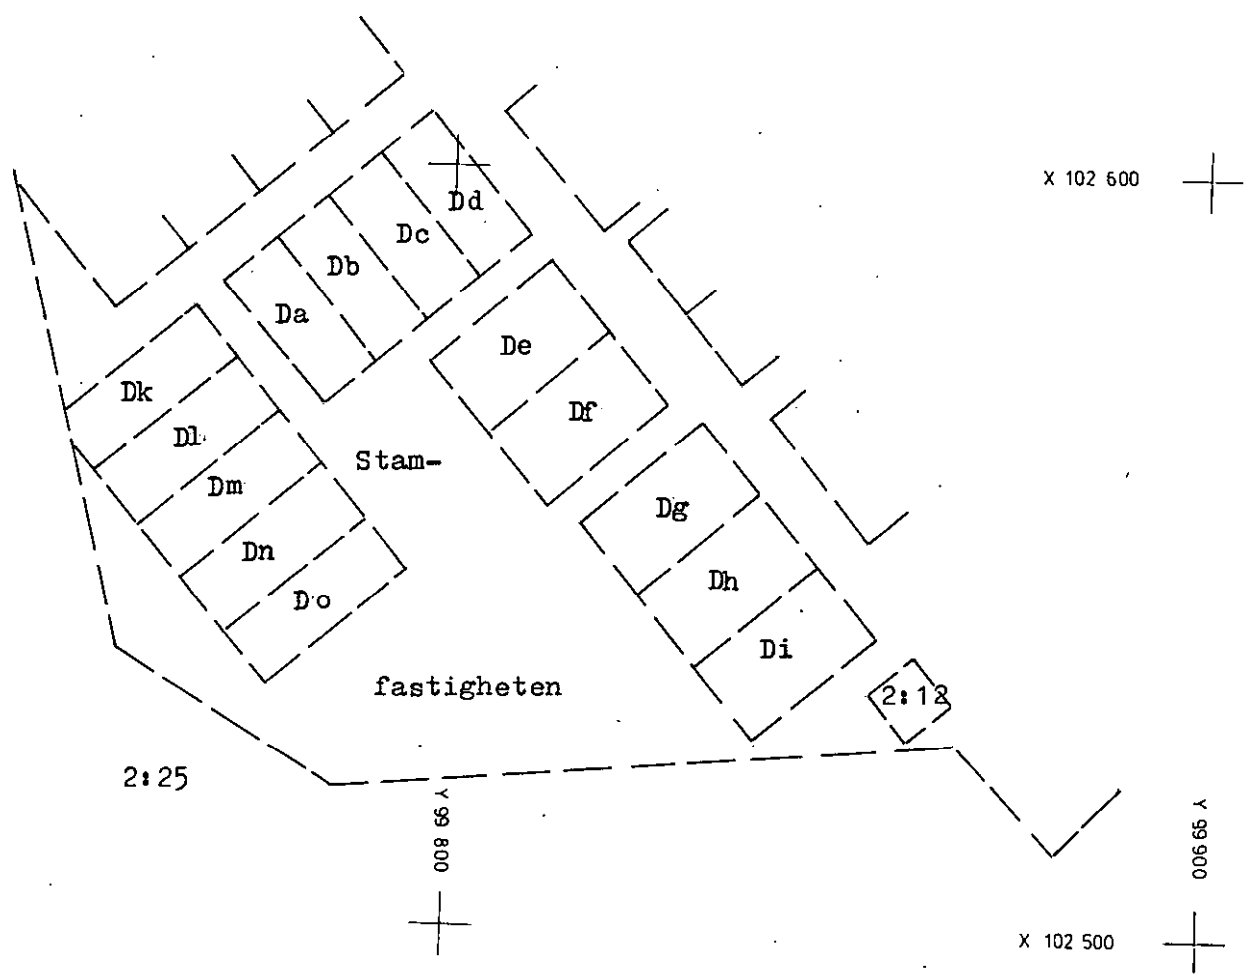 X 102 600
Dd
Dc
Db
Da
De
Dk
Df
Dl
Stam-
Dm
Dg
Dn
Dh
Do
Di
fastigheten
2:12
2:25
Y 99 800
Y 99 900
X 102 500